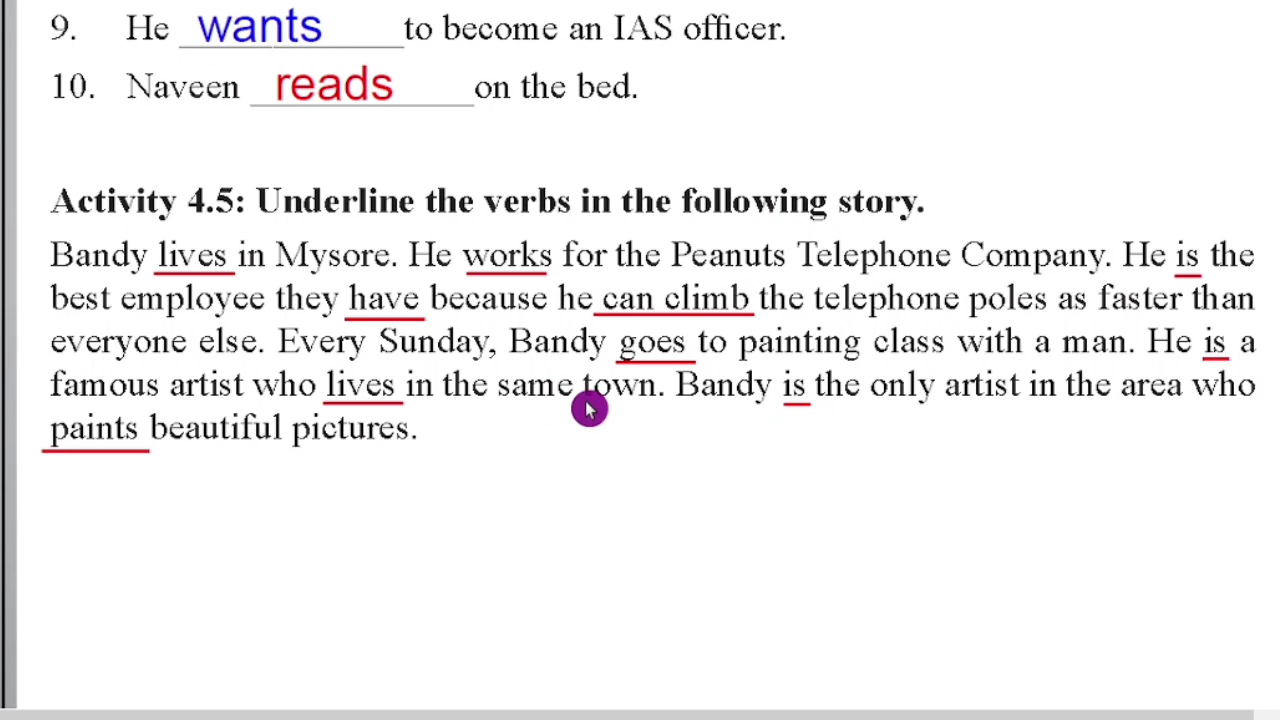 9. He wants to become an IAS officer.
10. Naveen reads on the bed.
Activity 4.5: Underline the verbs in the following story.
Bandy lives in Mysore. He works for the Peanuts Telephone Company. He is the
best employee they have because he can climb the telephone poles as faster than
everyone else. Every Sunday, Bandy goes to painting class with a man. He is a
famous artist who lives in the same town. Bandy is the only artist in the area who
paints beautiful pictures.